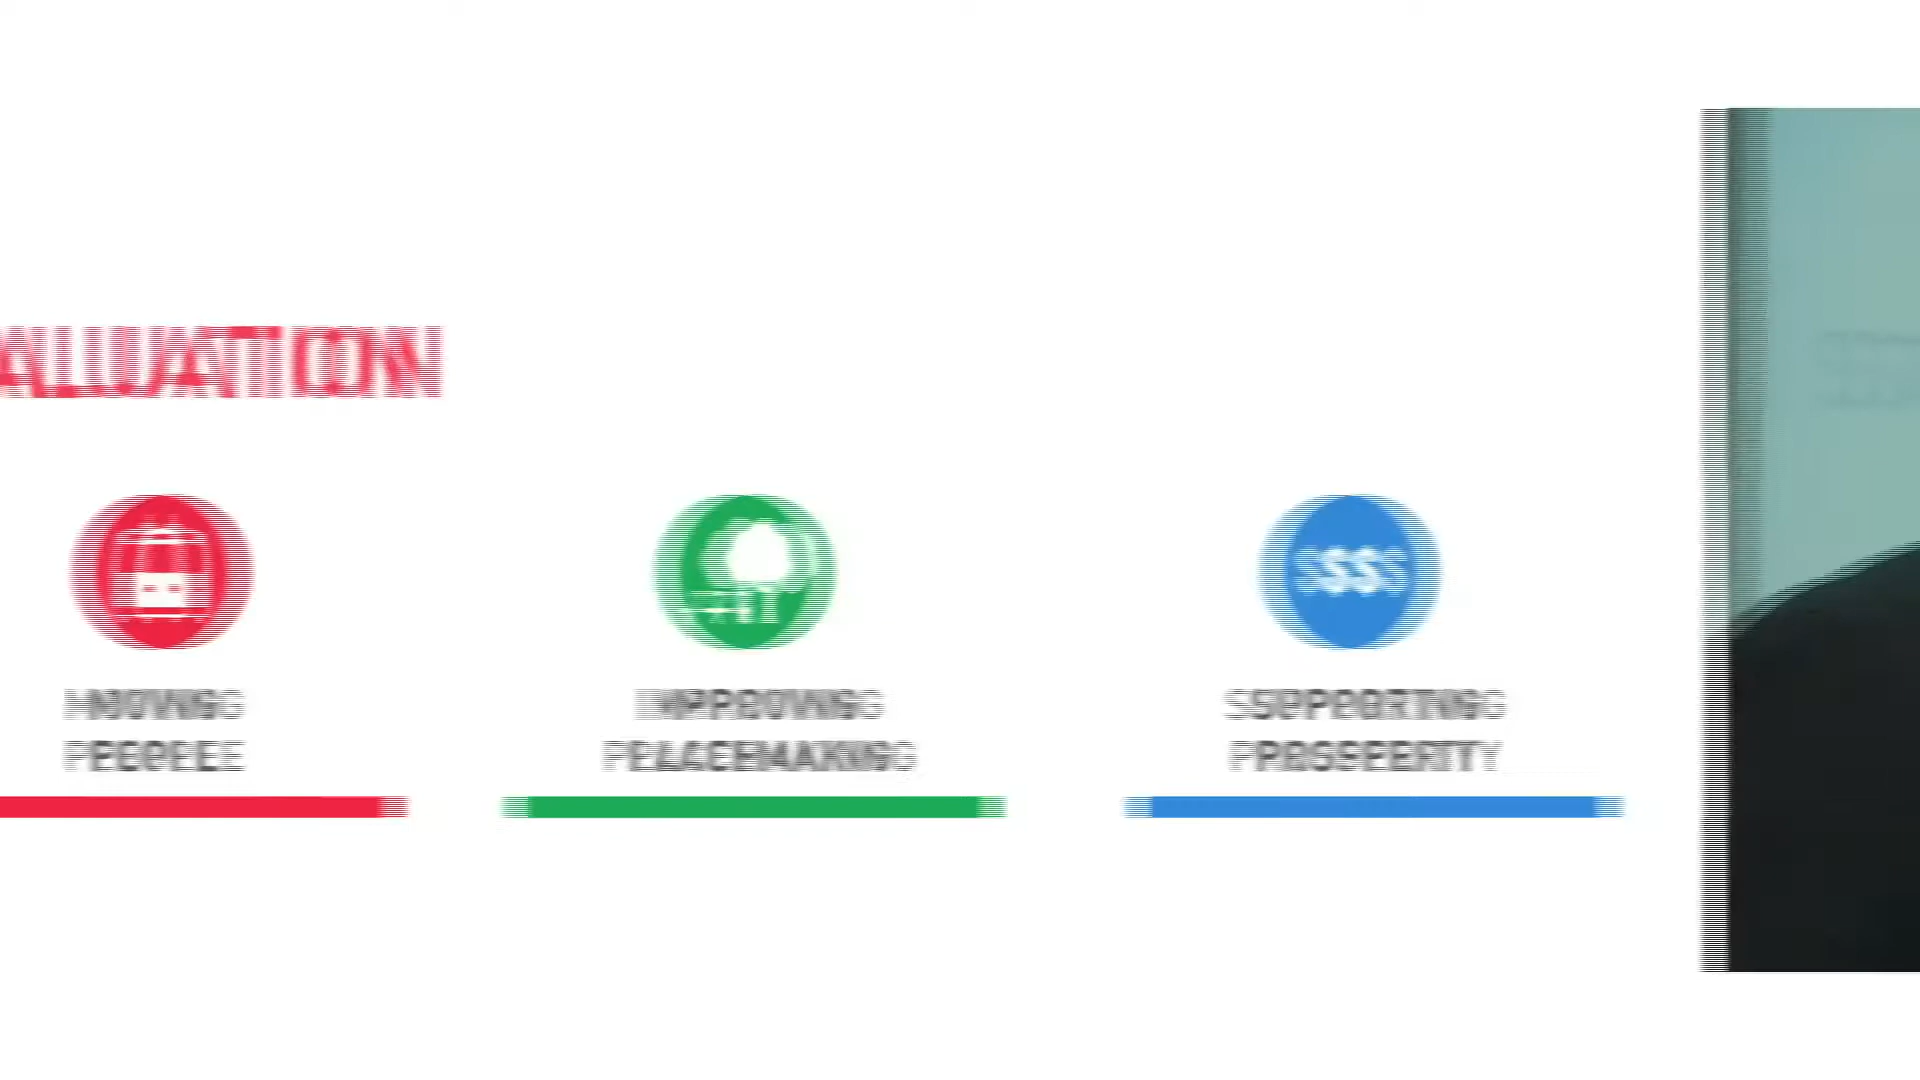 ALUATION
MOVING
PEOPLE
IMPROVING
PLACEMAKING
SUPPORTING
PROSPERITY